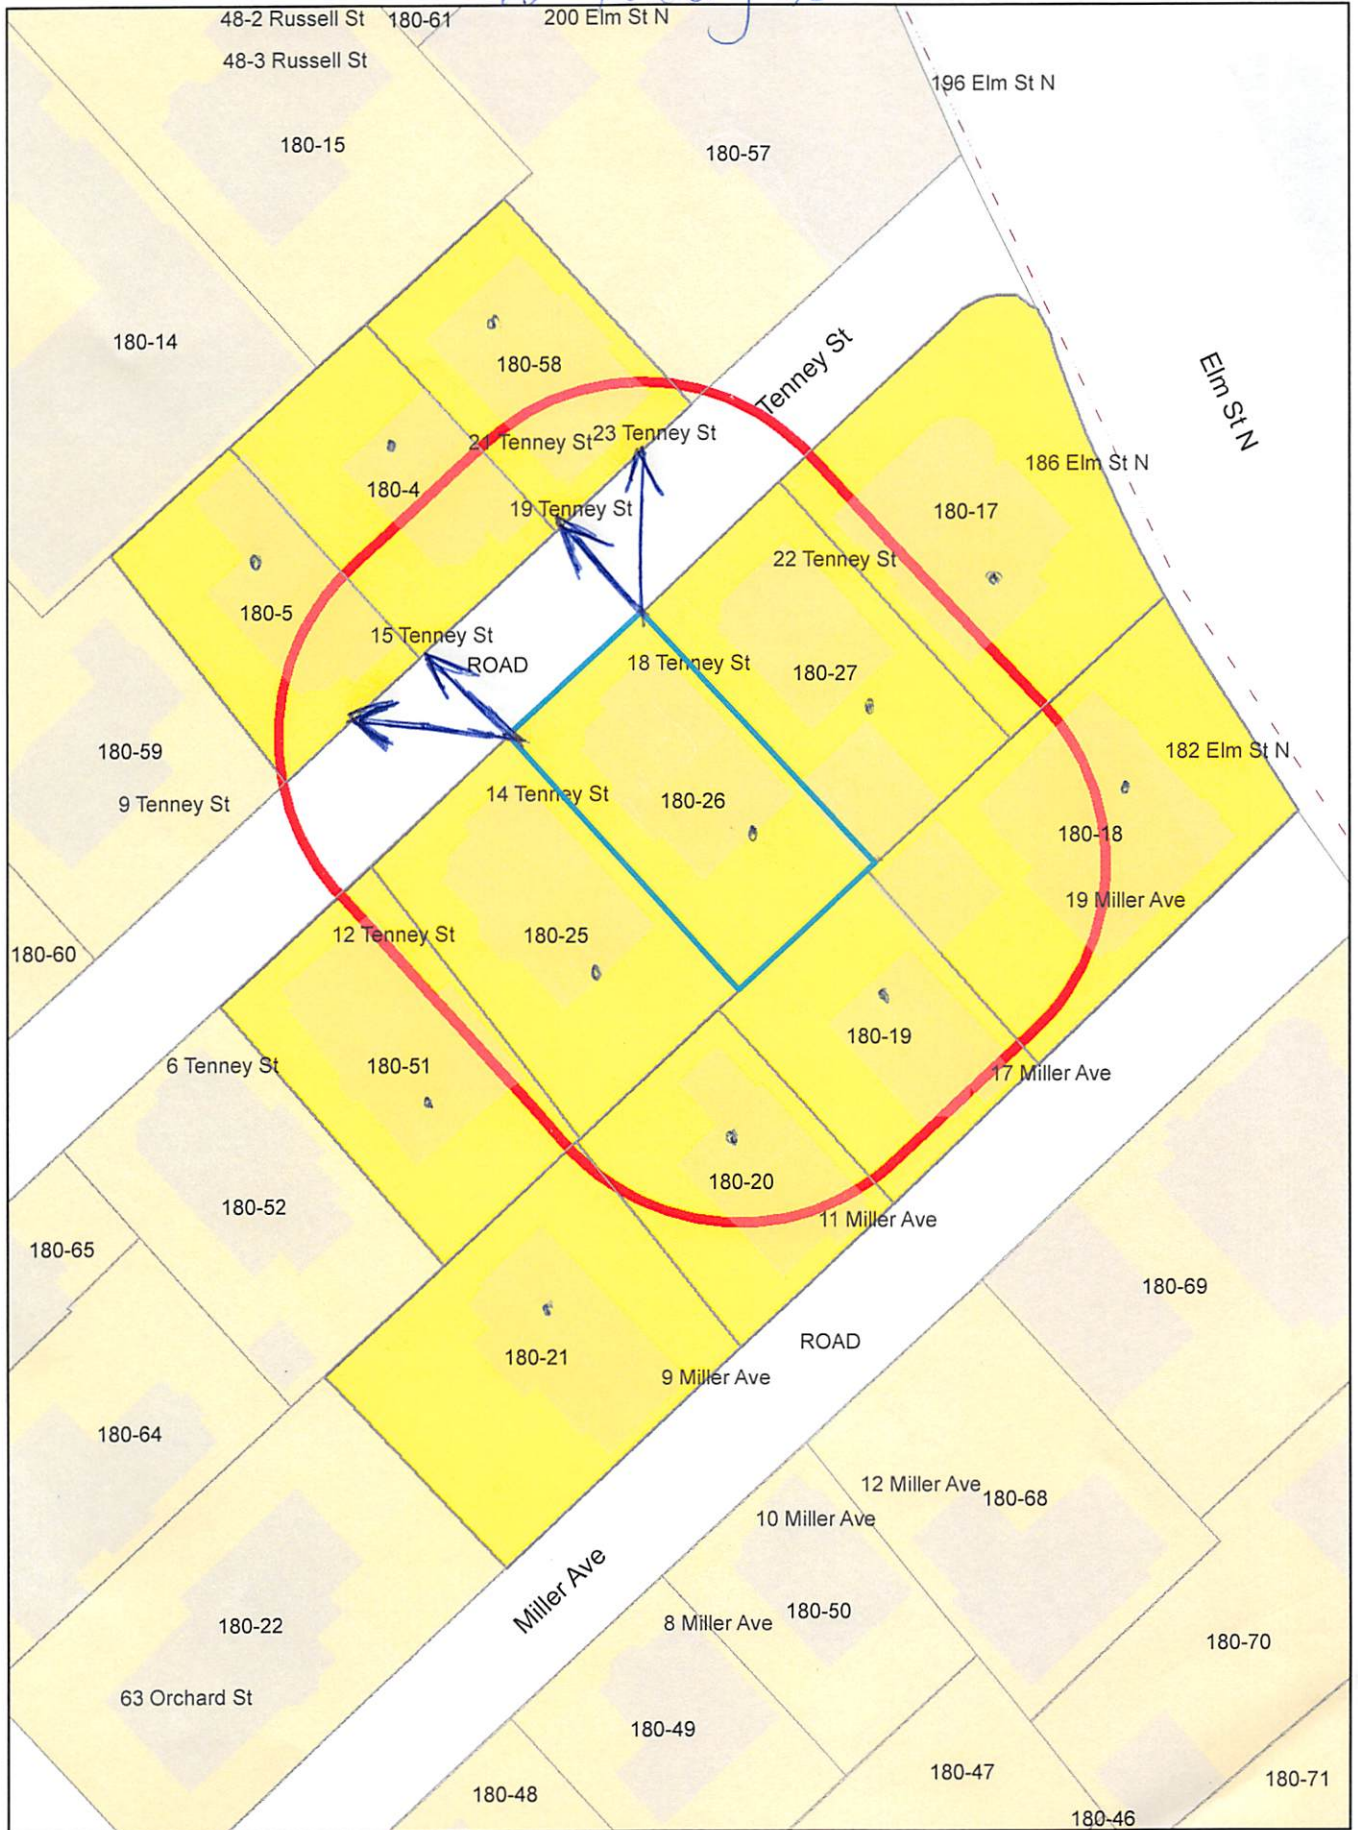 48-2 Russell St
180-61
200 Elm St N
48-3 Russell St
196 Elm St N
180-15
180-57
180-14
Tenney St
180-58
Elm St N
21 Tenney St
23 Tenney St
186 Elm St N
180-4
19 Tenney St
180-17
22 Tenney St
180-5
15 Tenney St
ROAD
18 Tenney St
180-27
180-59
182 Elm St N
9 Tenney St
14 Tenney St
180-26
180-18
19 Miller Ave
12 Tenney St
180-25
180-60
180-19
6 Tenney St
180-51
17 Miller Ave
180-20
180-52
11 Miller Ave
180-65
180-69
ROAD
180-21
9 Miller Ave
180-64
12 Miller Ave
180-68
10 Miller Ave
Miller Ave
180-50
8 Miller Ave
180-22
180-70
63 Orchard St
180-49
180-47
180-71
180-48
180-46